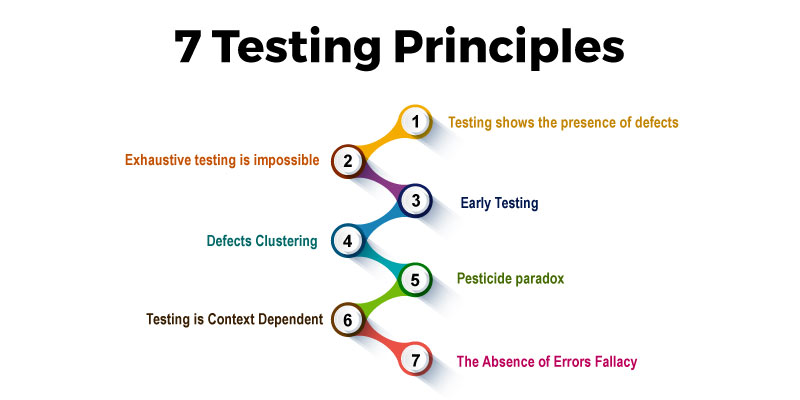 7 Testing Principles
1 Testing shows the presence of defects
Exhaustive testing is impossible 2
3 Early Testing
Defects Clustering 4
5 Pesticide paradox
Testing is Context Dependent 6
7 The Absence of Errors Fallacy